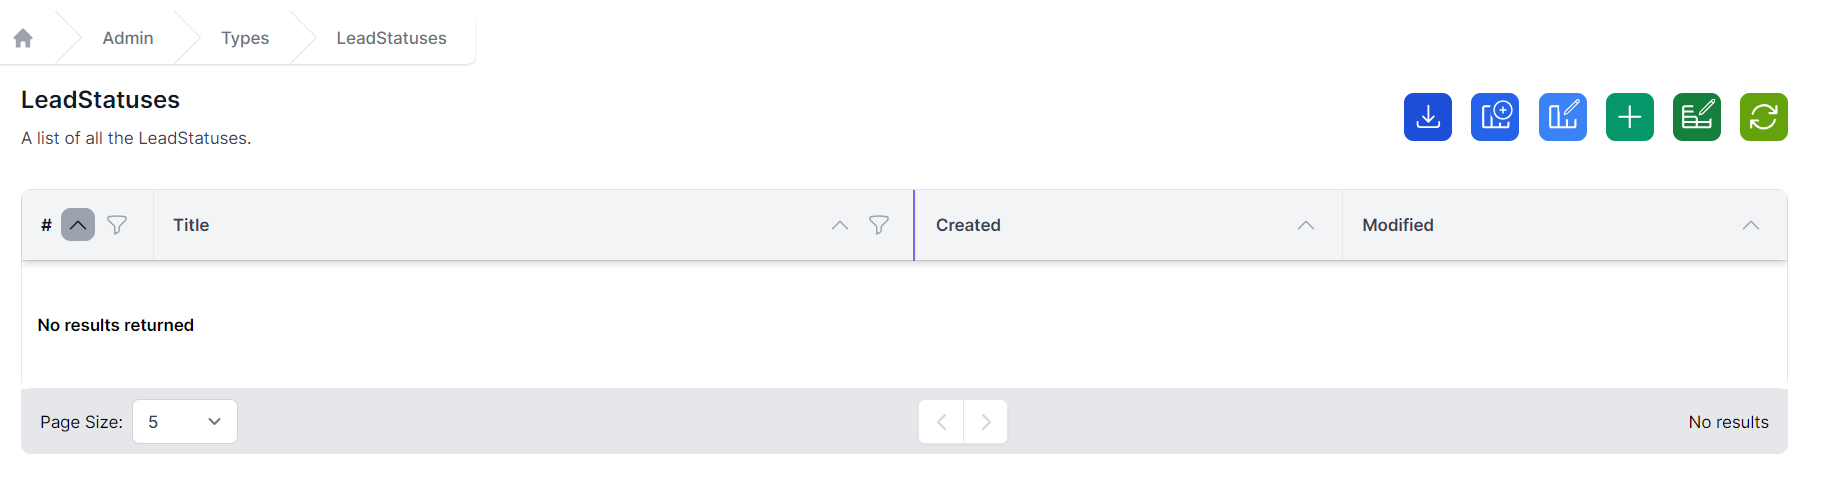 Admin Types LeadStatuses
LeadStatuses
A list of all the LeadStatuses.
# Title Created Modified
No results returned
Page Size: 5 No results